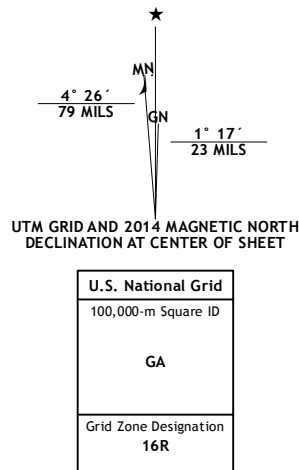 MN
4° 26´
79 MILS
GN
1° 17´
23 MILS
UTM GRID AND 2014 MAGNETIC NORTH
DECLINATION AT CENTER OF SHEET
U.S. National Grid
100,000-m Square ID
GA
Grid Zone Designation
16R